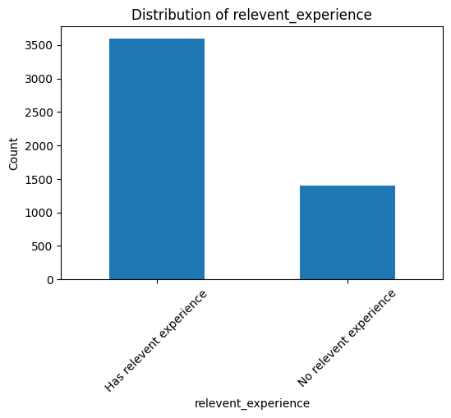 Distribution of relevent_experience
3500
3000
2500
2000
1500
1000
500
0
Count
Has relevent experience
No relevent experience
relevent_experience